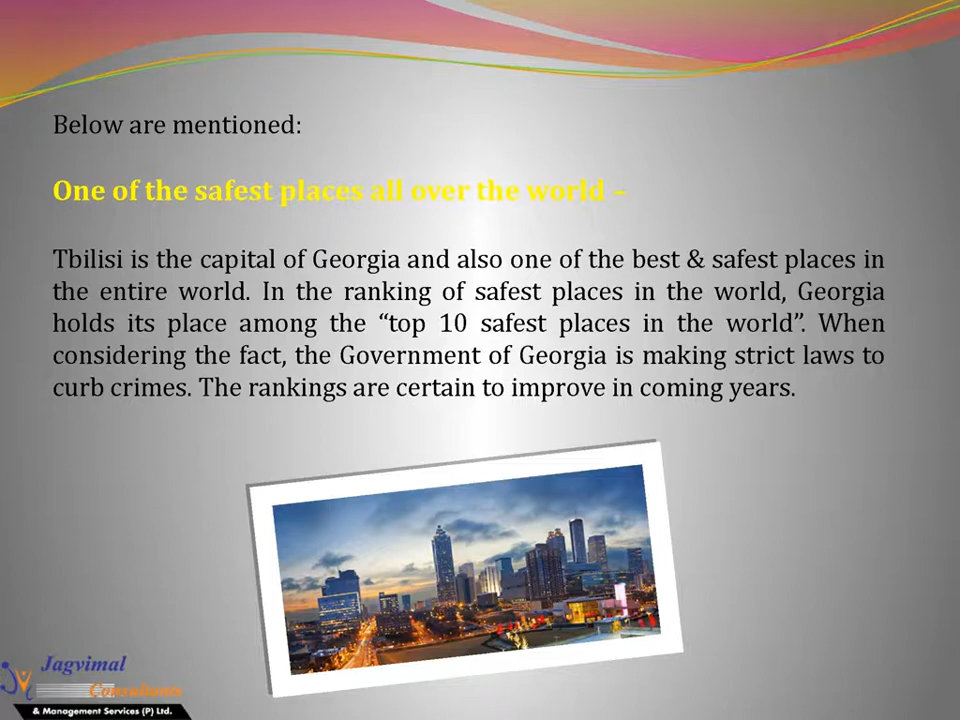 Below are mentioned:
One of the safest places all over the world –
Tbilisi is the capital of Georgia and also one of the best & safest places in
the entire world. In the ranking of safest places in the world, Georgia
holds its place among the “top 10 safest places in the world”. When
considering the fact, the Government of Georgia is making strict laws to
curb crimes. The rankings are certain to improve in coming years.
Jagvimal
Consultants
& Management Services (P) Ltd.